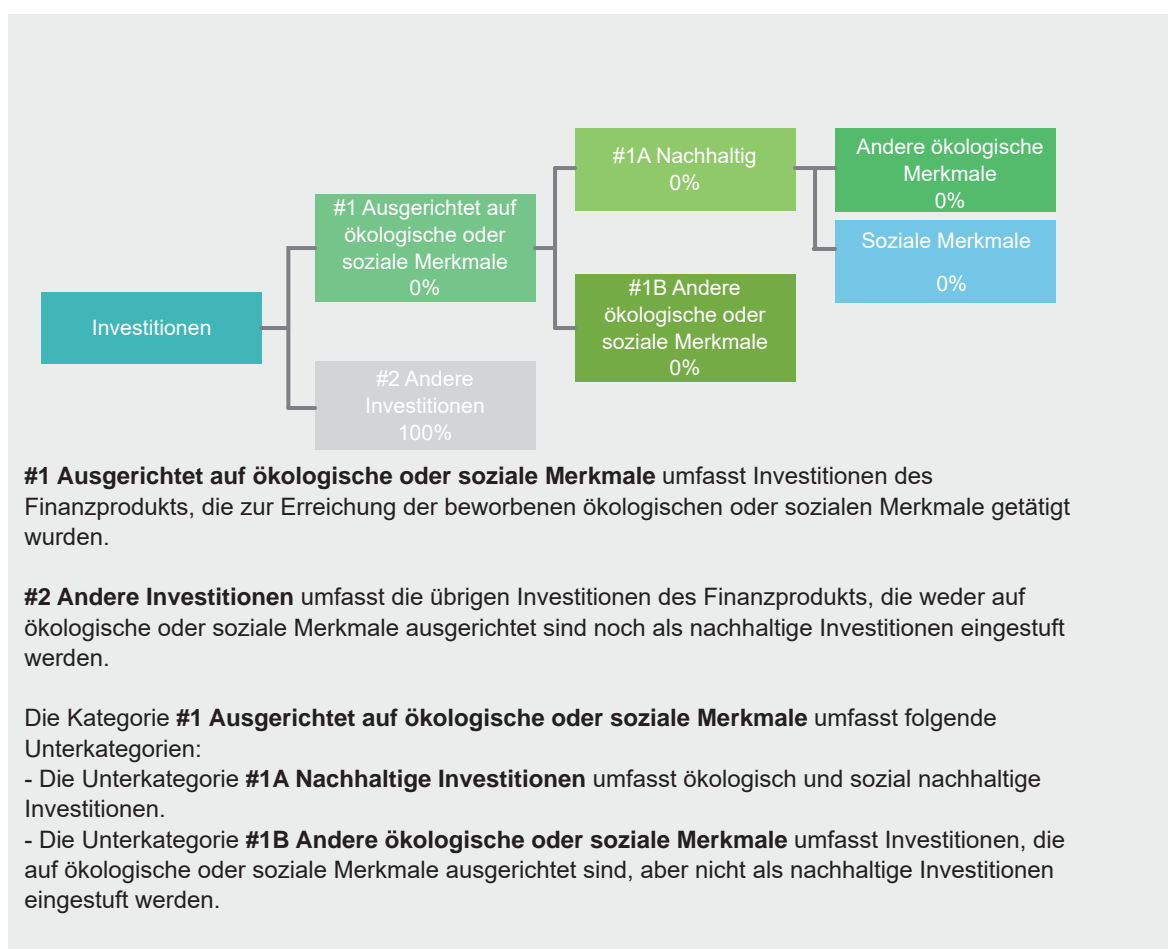 Investitionen
#1 Ausgerichtet auf
ökologische oder
soziale Merkmale
0%
#2 Andere
Investitionen
100%
#1A Nachhaltig
0%
#1B Andere
ökologische oder
soziale Merkmale
0%
Andere ökologische
Merkmale
0%
Soziale Merkmale
0%
#1 Ausgerichtet auf ökologische oder soziale Merkmale umfasst Investitionen des
Finanzprodukts, die zur Erreichung der beworbenen ökologischen oder sozialen Merkmale getätigt
wurden.
#2 Andere Investitionen umfasst die übrigen Investitionen des Finanzprodukts, die weder auf
ökologische oder soziale Merkmale ausgerichtet sind noch als nachhaltige Investitionen eingestuft
werden.
Die Kategorie #1 Ausgerichtet auf ökologische oder soziale Merkmale umfasst folgende
Unterkategorien:
- Die Unterkategorie #1A Nachhaltige Investitionen umfasst ökologisch und sozial nachhaltige
Investitionen.
- Die Unterkategorie #1B Andere ökologische oder soziale Merkmale umfasst Investitionen, die
auf ökologische oder soziale Merkmale ausgerichtet sind, aber nicht als nachhaltige Investitionen
eingestuft werden.